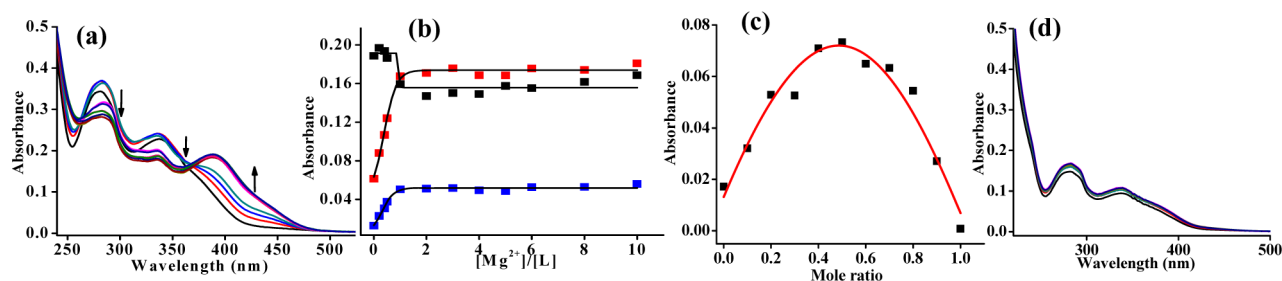 (a)
0.5
0.4
0.3
0.2
0.1
0.0
Absorbance
250 300 350 400 450 500
Wavelength (nm)
(b)
0.20
0.16
0.12
0.08
0.04
Absorbance
0 2 4 6 8 10
[Mg²⁺]/[L]
(c)
0.08
0.06
0.04
0.02
0.00
Absorbance
0.0 0.2 0.4 0.6 0.8 1.0
Mole ratio
(d)
0.5
0.4
0.3
0.2
0.1
0.0
Absorbance
300 400 500
Wavelength (nm)